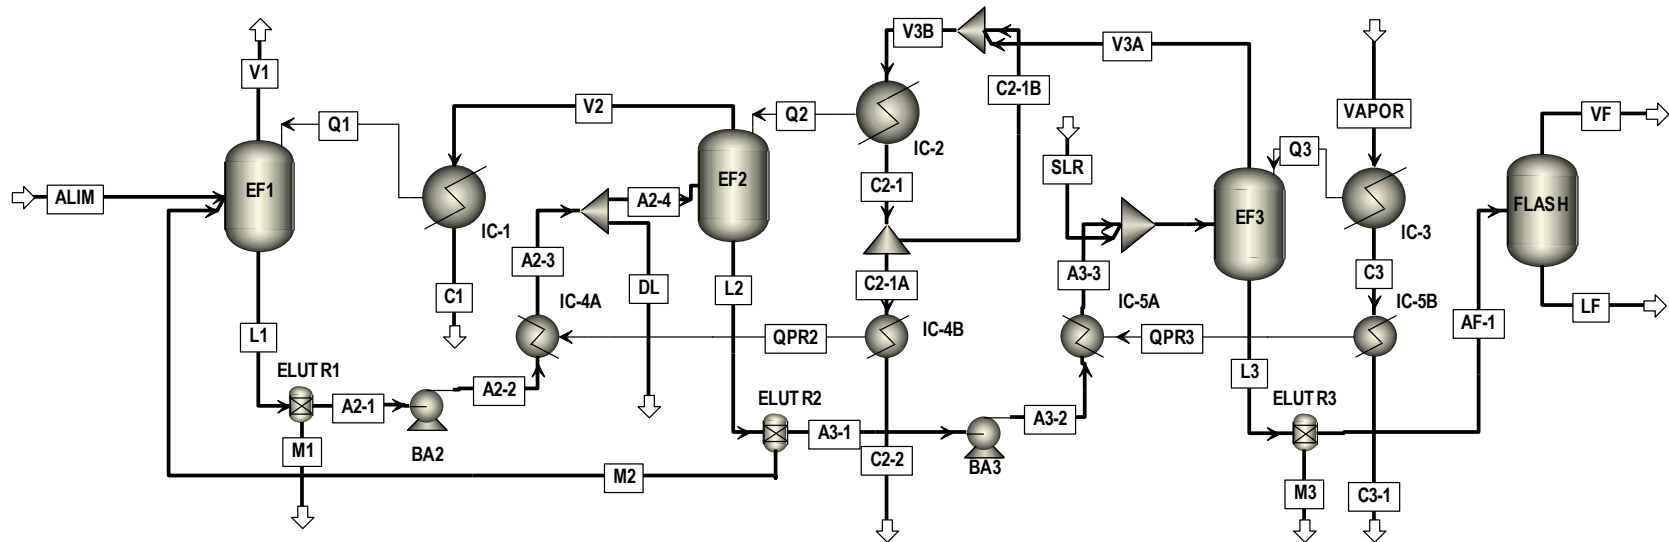 V1
Q1
EF1
ALIM
L1
ELUTR1
M1
A2-1
BA2
A2-2
V2
IC-1
C1
A2-3
IC-4A
A2-4
DL
EF2
L2
Q2
V3B
IC-2
C2-1
C2-1A
C2-1B
QPR2
IC-4B
M2
ELUTR2
A3-1
C2-2
BA3
A3-2
V3A
SLR
A3-3
IC-5A
EF3
Q3
VAPOR
IC-3
C3
IC-5B
QPR3
L3
ELUTR3
M3
C3-1
AF-1
FLASH
VF
LF